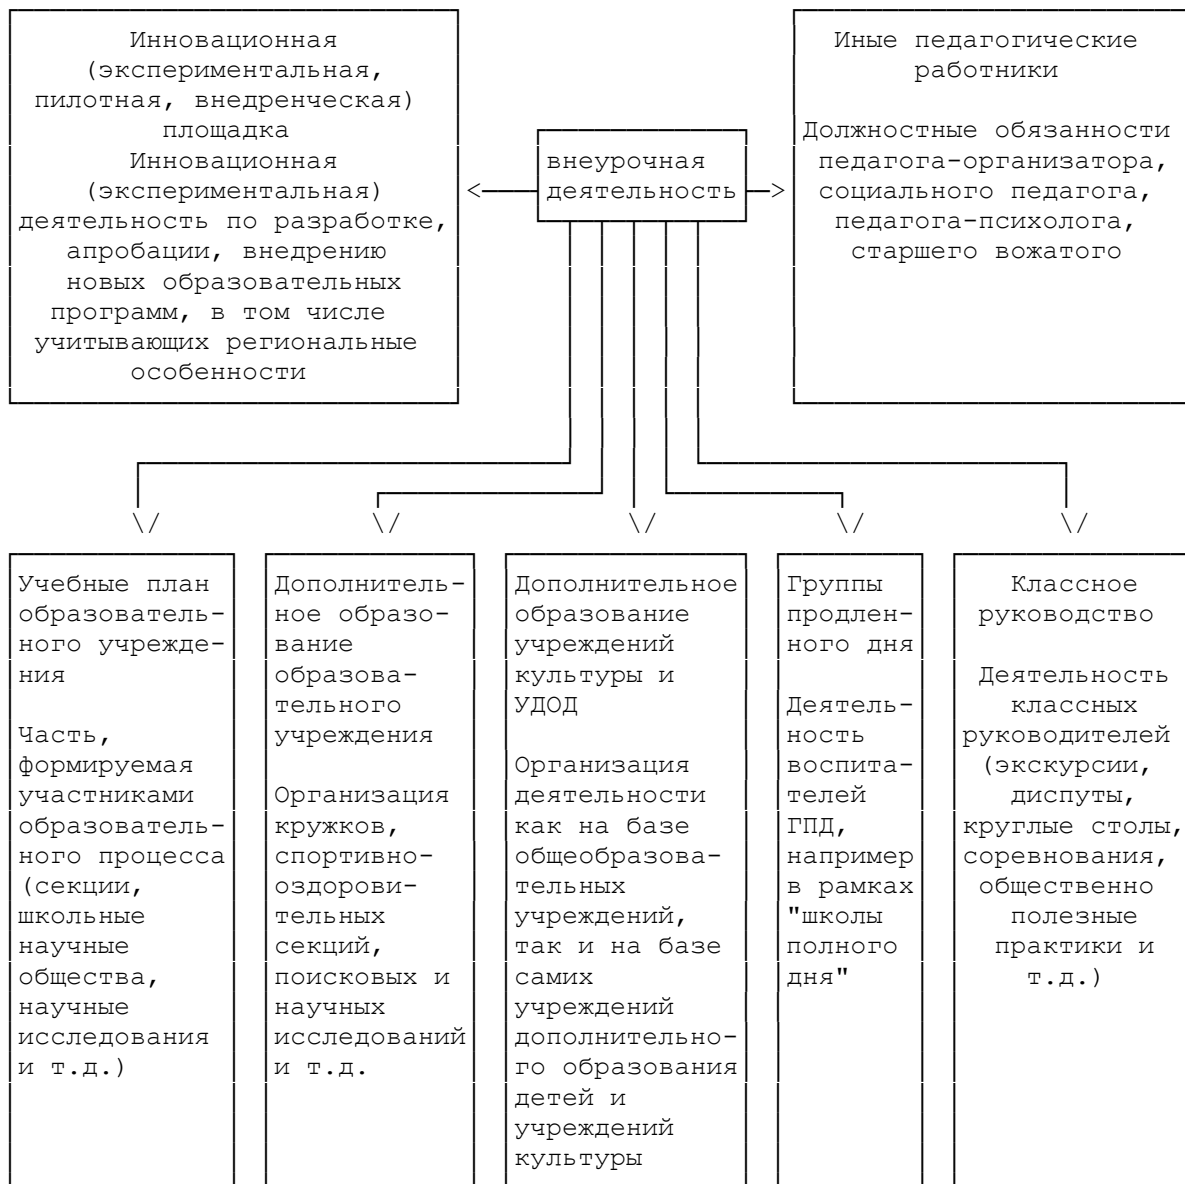 Инновационная
(экспериментальная,
пилотная, внедренческая)
площадка
Инновационная
(экспериментальная)
деятельность по разработке,
апробации, внедрению
новых образовательных
программ, в том числе
учитывающих региональные
особенности
внеурочная
деятельность
Иные педагогические
работники
Должностные обязанности
педагога-организатора,
социального педагога,
педагога-психолога,
старшего вожатого
Учебные план
образователь-
ного учрежде-
ния
Часть,
формируемая
участниками
образователь-
ного процесса
(секции,
школьные
научные
общества,
научные
исследования
и т.д.)
Дополнитель-
ное образо-
вание
образова-
тельного
учреждения
Организация
кружков,
спортивно-
оздорови-
тельных
секций,
поисковых и
научных
исследований
и т.д.
Дополнительное
образование
учреждений
культуры и
УДОД
Организация
деятельности
как на базе
общеобразова-
тельных
учреждений,
так и на базе
самих
учреждений
дополнительно-
го образования
детей и
учреждений
культуры
Группы
продлен-
ного дня
Деятель-
ность
воспита-
телей
ГПД,
например
в рамках
"школы
полного
дня"
Классное
руководство
Деятельность
классных
руководителей
(экскурсии,
диспуты,
круглые столы,
соревнования,
общественно
полезные
практики и
т.д.)